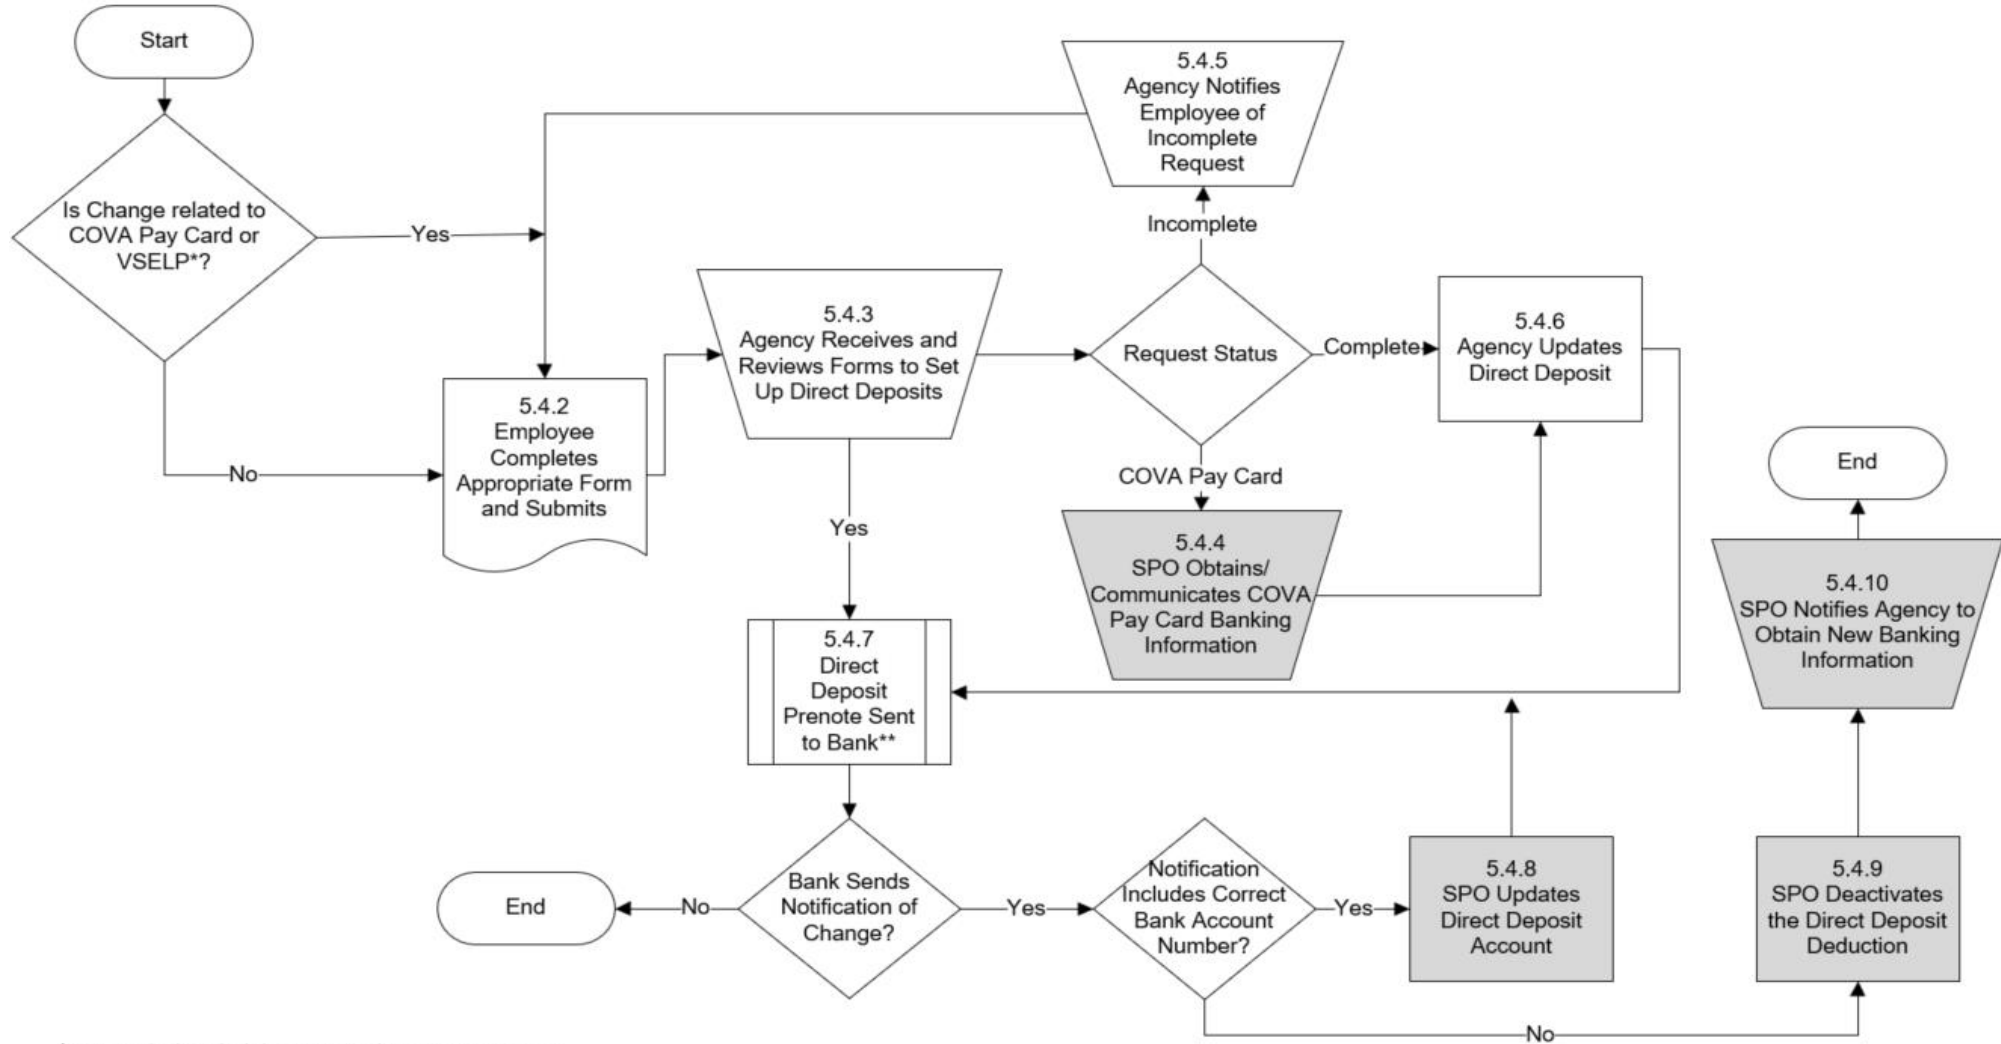 Start
Is Change related to
COVA Pay Card or
VSELP*?
Yes
No
5.4.2
Employee
Completes
Appropriate Form
and Submits
5.4.3
Agency Receives and
Reviews Forms to Set
Up Direct Deposits
Yes
Request Status
Incomplete
5.4.5
Agency Notifies
Employee of
Incomplete
Request
Complete
5.4.6
Agency Updates
Direct Deposit
COVA Pay Card
5.4.4
SPO Obtains/
Communicates COVA
Pay Card Banking
Information
5.4.7
Direct
Deposit
Prenote Sent
to Bank**
Bank Sends
Notification of
Change?
No
End
Yes
Notification
Includes Correct
Bank Account
Number?
Yes
5.4.8
SPO Updates
Direct Deposit
Account
No
5.4.9
SPO Deactivates
the Direct Deposit
Deduction
5.4.10
SPO Notifies Agency to
Obtain New Banking
Information
End